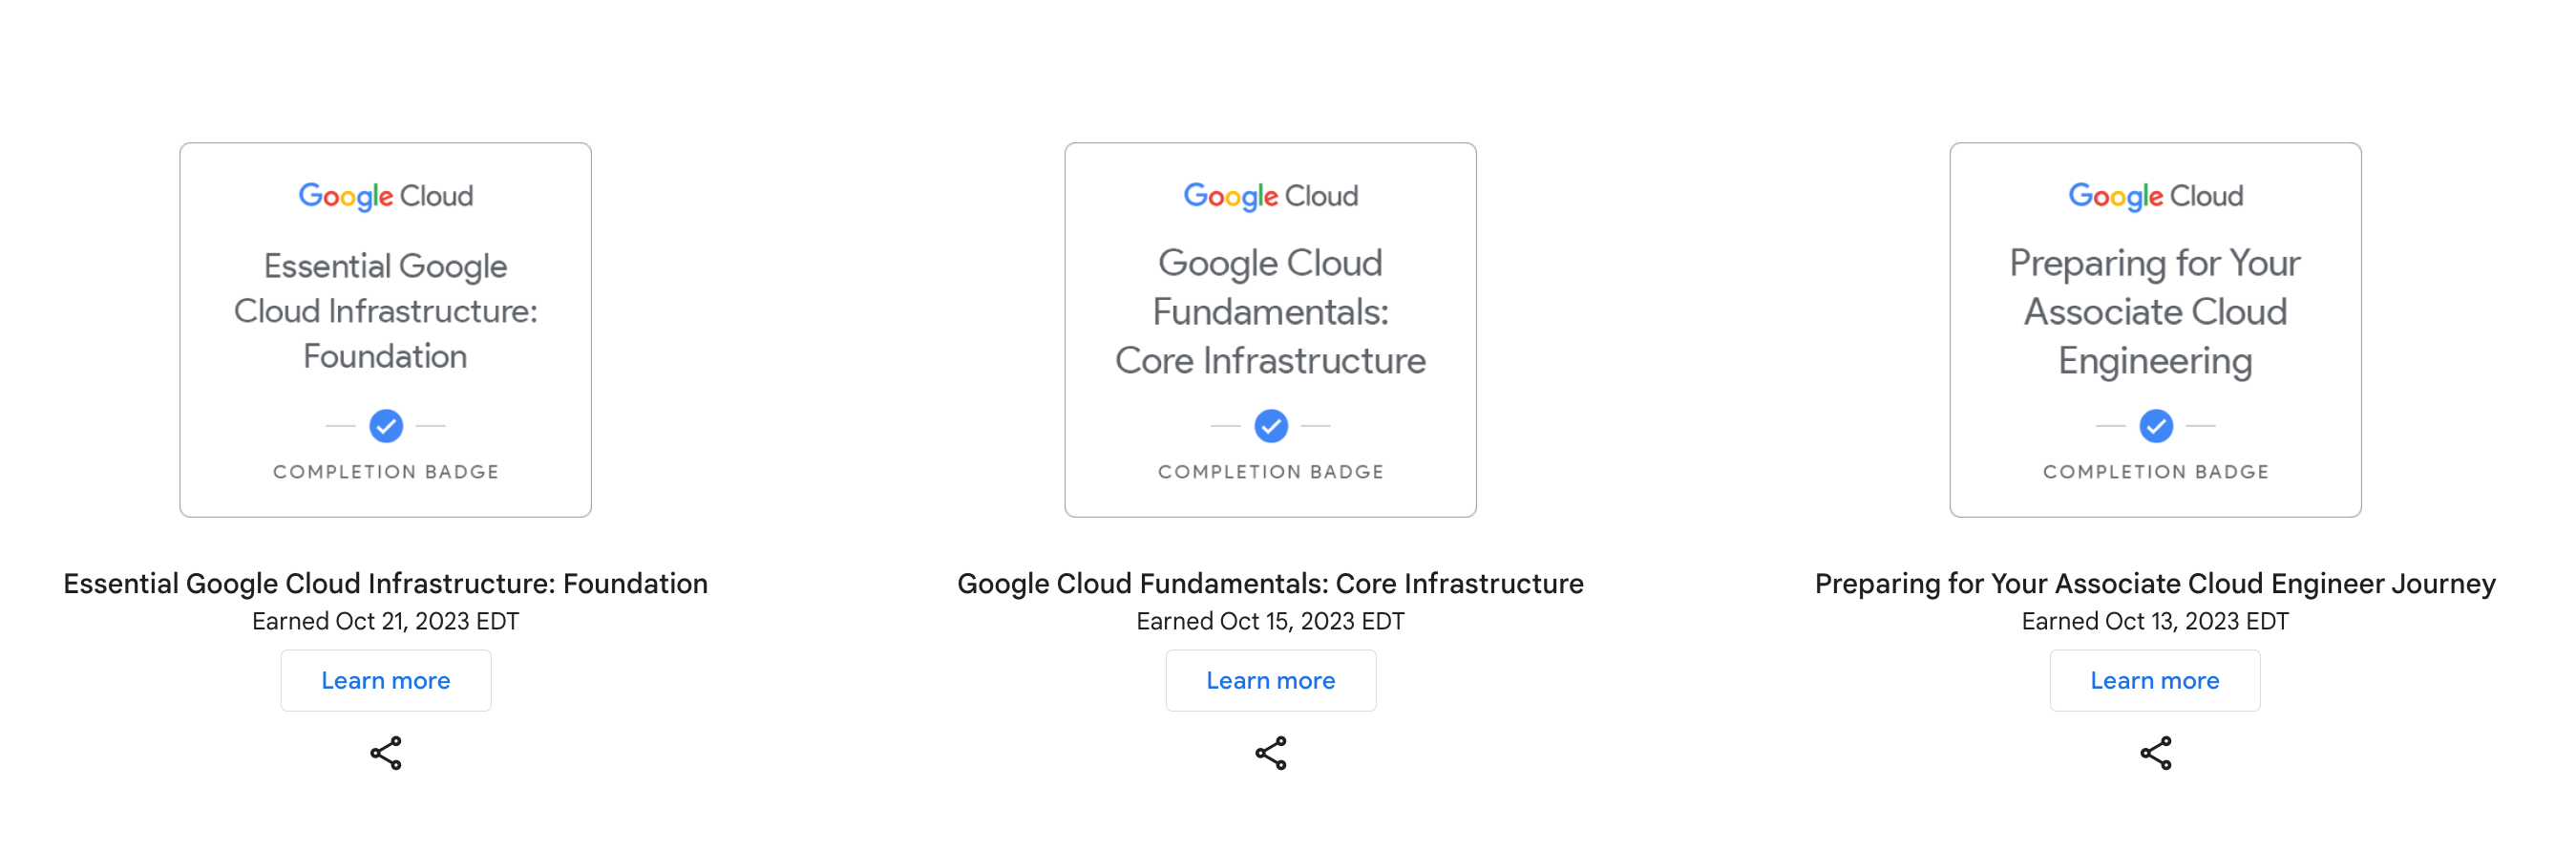 Google Cloud
Essential Google
Cloud Infrastructure:
Foundation
COMPLETION BADGE
Essential Google Cloud Infrastructure: Foundation
Earned Oct 21, 2023 EDT
Learn more
Google Cloud
Google Cloud
Fundamentals:
Core Infrastructure
COMPLETION BADGE
Google Cloud Fundamentals: Core Infrastructure
Earned Oct 15, 2023 EDT
Learn more
Google Cloud
Preparing for Your
Associate Cloud
Engineering
COMPLETION BADGE
Preparing for Your Associate Cloud Engineer Journey
Earned Oct 13, 2023 EDT
Learn more